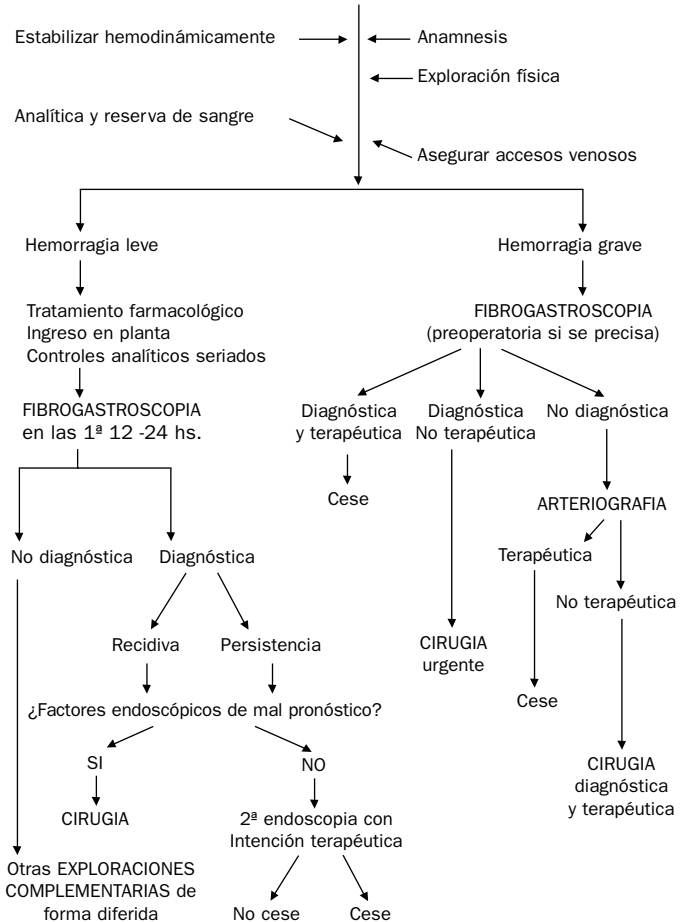 Estabilizar hemodinámicamente
Anamnesis
Exploración física
Analítica y reserva de sangre
Asegurar accesos venosos
Hemorragia leve
Hemorragia grave
Tratamiento farmacológico
Ingreso en planta
Controles analíticos seriados
FIBROGASTROSCOPIA
(preoperatoria si se precisa)
FIBROGASTROSCOPIA
en las 1ª 12 -24 hs.
Diagnóstica
y terapéutica
Diagnóstica
No terapéutica
No diagnóstica
Cese
ARTERIOGRAFIA
No diagnóstica
Diagnóstica
Terapéutica
No terapéutica
Recidiva
Persistencia
CIRUGIA
urgente
Cese
¿Factores endoscópicos de mal pronóstico?
SI
NO
CIRUGIA
diagnóstica
y terapéutica
CIRUGIA
2ª endoscopia con
Intención terapéutica
Otras EXPLORACIONES
COMPLEMENTARIAS de
forma diferida
No cese
Cese